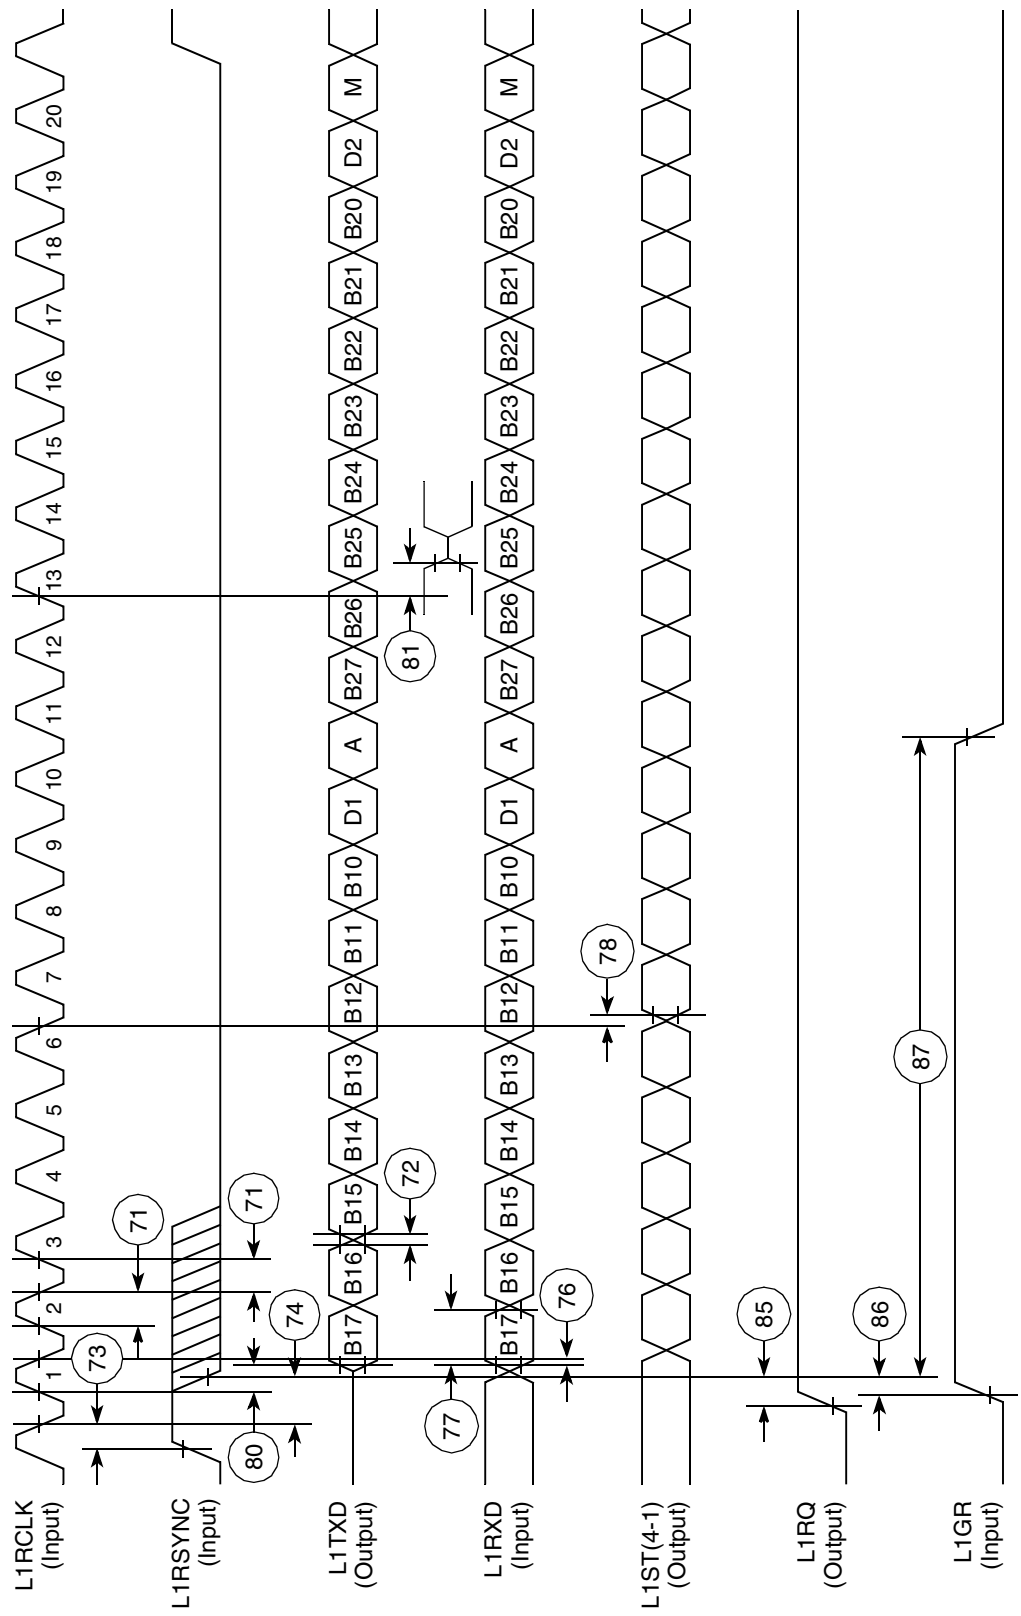 L1RCLK
(Input)
1 2 3 4 5 6 7 8 9 10 11 12 13 14 15 16 17 18 19 20
73
71
L1RSYNC
(Input)
80
74
71
L1TXD
(Output)
B17 B16 B15 B14 B13 B12 B11 B10 D1 A B27 B26 B25 B24 B23 B22 B21 B20 D2 M
77
72
81
L1RXD
(Input)
B17 B16 B15 B14 B13 B12 B11 B10 D1 A B27 B26 B25 B24 B23 B22 B21 B20 D2 M
76
78
L1ST(4-1)
(Output)
85
L1RQ
(Output)
86
87
L1GR
(Input)